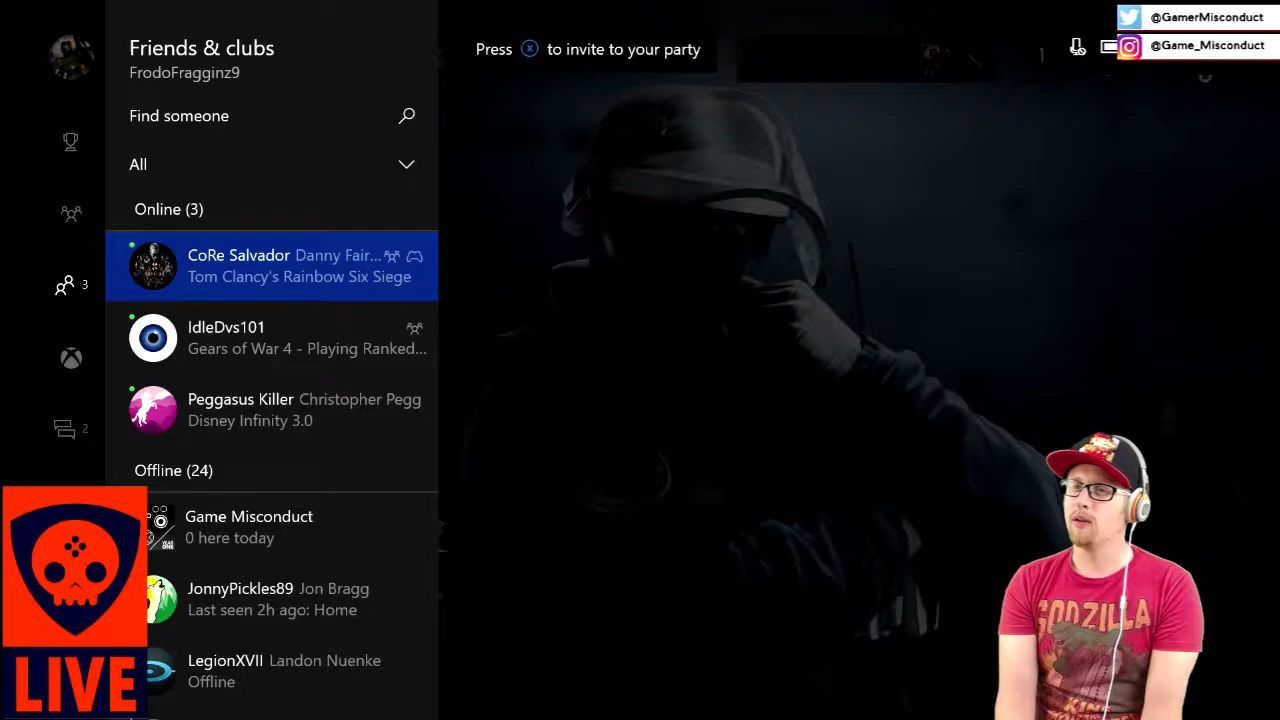 Friends & clubs
FrodoFragginz9
Find someone
All
Online (3)
CoRe Salvador Danny Fair...
Tom Clancy's Rainbow Six Siege
IdleDvs101
Gears of War 4 - Playing Ranked...
Peggasus Killer Christopher Pegg
Disney Infinity 3.0
Offline (24)
Game Misconduct
0 here today
JonnyPickles89 Jon Bragg
Last seen 2h ago: Home
LegionXVII Landon Nuenke
Offline
3
2
LIVE
Press X to invite to your party
@GamerMisconduct
@Game_Misconduct
GODZILLA
KING